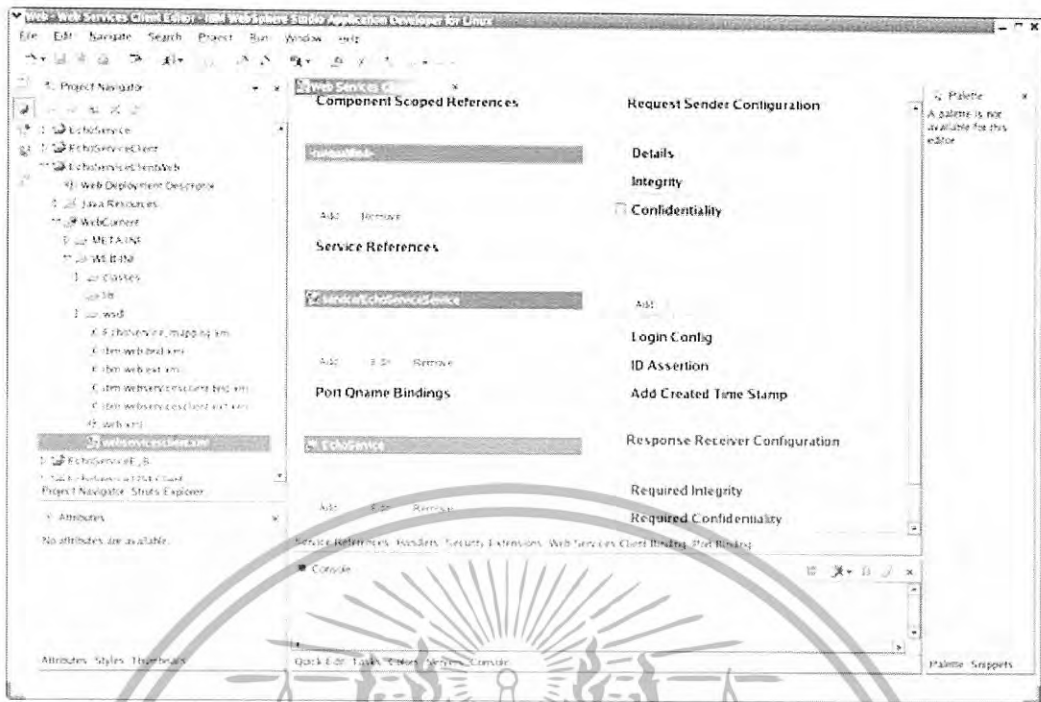 Web - Web Services Client Editor - IBM WebSphere Studio Application Developer for Linux
File Edit Navigate Search Project Run Window Help
Project Navigator
EchoService
EchoServiceClient
EchoServiceClientWeb
Web Deployment Descriptor
Java Resources
WebContent
META-INF
WEB-INF
classes
lib
wsdl
EchoService_mapping.xml
ibm-web-bnd.xmi
ibm-web-ext.xmi
ibm-webservicesclient-bnd.xmi
ibm-webservicesclient-ext.xmi
web.xml
webservicesclient.xml
Project Navigator Struts Explorer
Attributes
No attributes are available.
Attributes Styles Thumbnails
Web Services
Component Scoped References
Add Remove
Service References
service/EchoServiceService
Add Edit Remove
Port Qname Bindings
EchoService
Add Edit Remove
Request Sender Configuration
Details
Integrity
Confidentiality
Add
Login Config
ID Assertion
Add Created Time Stamp
Response Receiver Configuration
Required Integrity
Required Confidentiality
Service References Handlers Security Extensions Web Services Client Binding Port Binding
Console
Quick Edit Tasks Colors Servers Console
Palette
A palette is not
available for this
editor
Palette Snippets